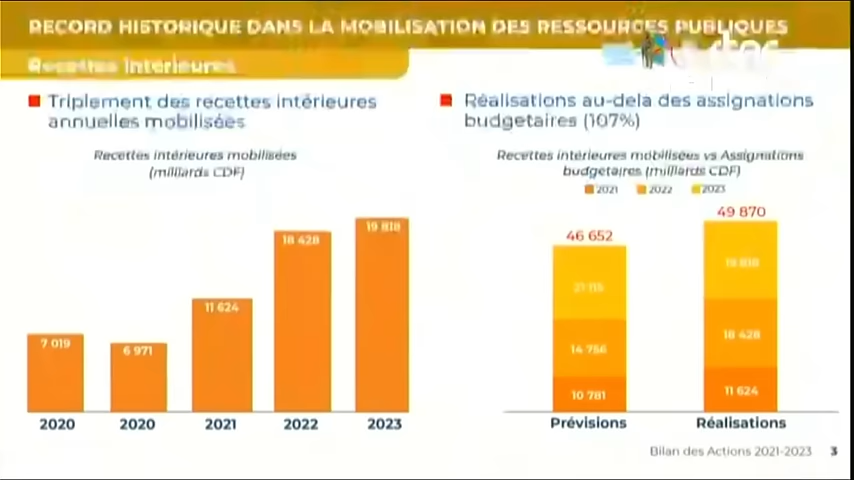 RECORD HISTORIQUE DANS LA MOBILISATION DES RESSOURCES PUBLIQUES
Recettes intérieures
Triplement des recettes intérieures
annuelles mobilisées
Recettes intérieures mobilisées
(milliards CDF)
7 019
6 971
11 624
18 428
19 818
2020
2020
2021
2022
2023
Réalisations au-dela des assignations
budgetaires (107%)
Recettes intérieures mobilisées vs Assignations
budgetaires (milliards CDF)
2021 2022 2023
46 652
49 870
14 756
10 781
19 818
18 428
11 624
Prévisions
Réalisations
Bilan des Actions 2021-2023 3